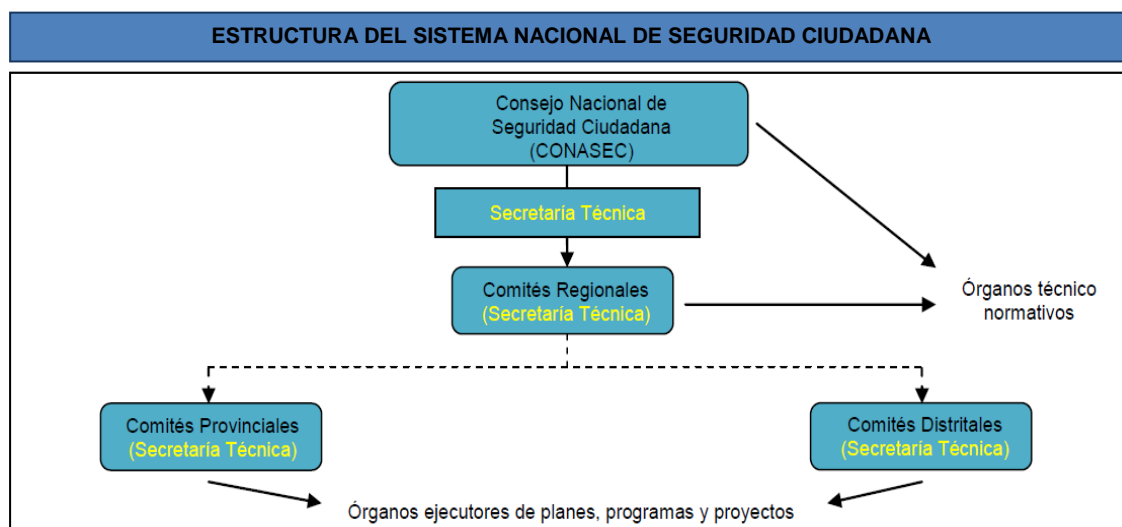 ESTRUCTURA DEL SISTEMA NACIONAL DE SEGURIDAD CIUDADANA
Consejo Nacional de
Seguridad Ciudadana
(CONASEC)
Secretaría Técnica
Comités Regionales
(Secretaría Técnica)
Órganos técnico
normativos
Comités Provinciales
(Secretaría Técnica)
Comités Distritales
(Secretaría Técnica)
Órganos ejecutores de planes, programas y proyectos